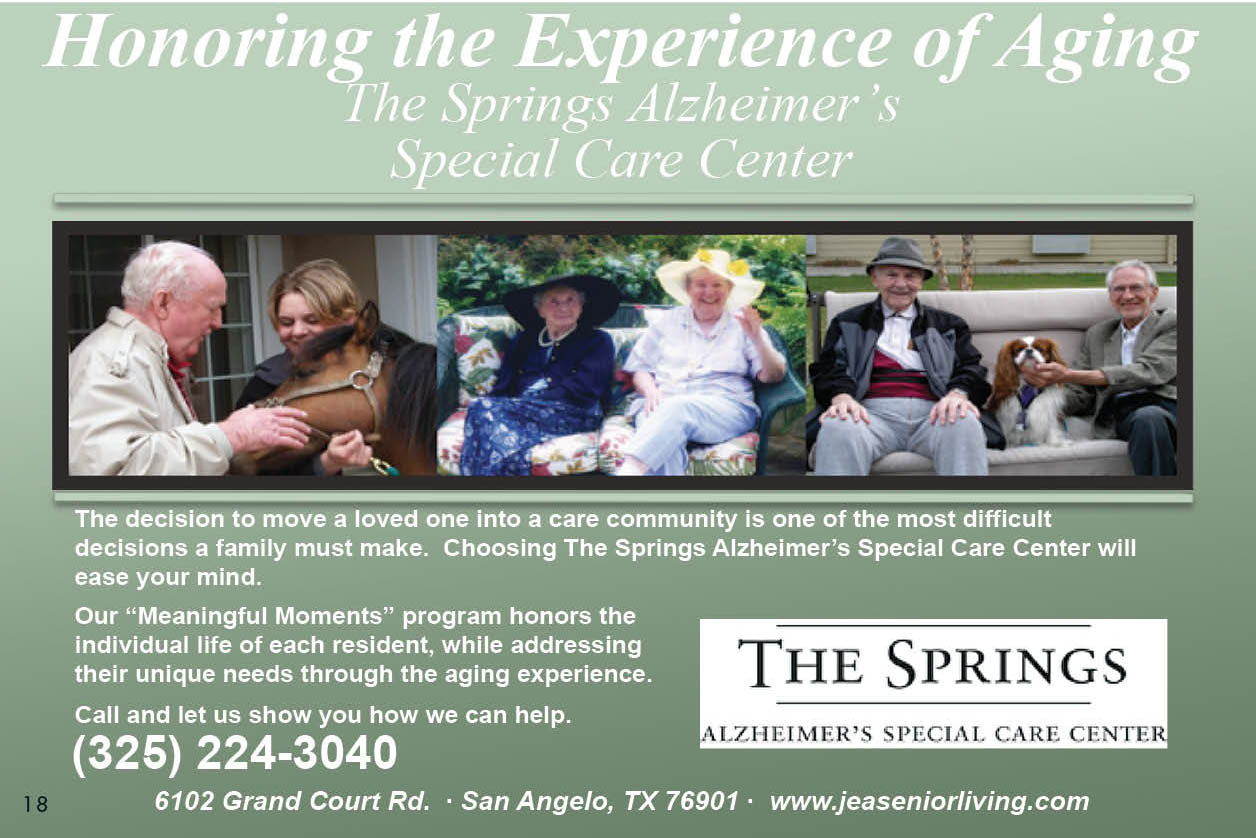 Honoring the Experience of Aging
The Springs Alzheimer's
Special Care Center
The decision to move a loved one into a care community is one of the most difficult
decisions a family must make.  Choosing The Springs Alzheimer's Special Care Center will
ease your mind.
Our “Meaningful Moments” program honors the
individual life of each resident, while addressing
their unique needs through the aging experience.
THE SPRINGS
ALZHEIMER'S SPECIAL CARE CENTER
Call and let us show you how we can help.
(325) 224-3040
18
6102 Grand Court Rd.  · San Angelo, TX 76901 ·  www.jeaseniorliving.com